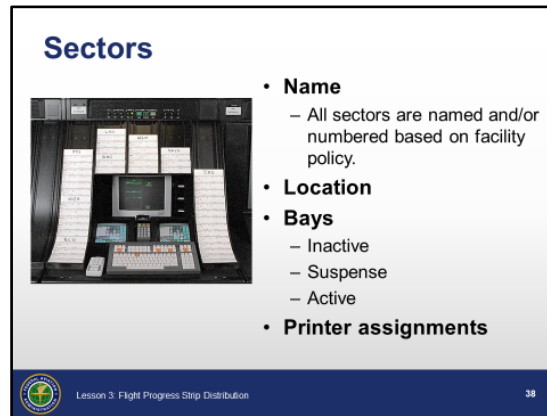 Sectors
• Name
– All sectors are named and/or
numbered based on facility
policy.
• Location
• Bays
– Inactive
– Suspense
– Active
• Printer assignments
Lesson 3: Flight Progress Strip Distribution
38